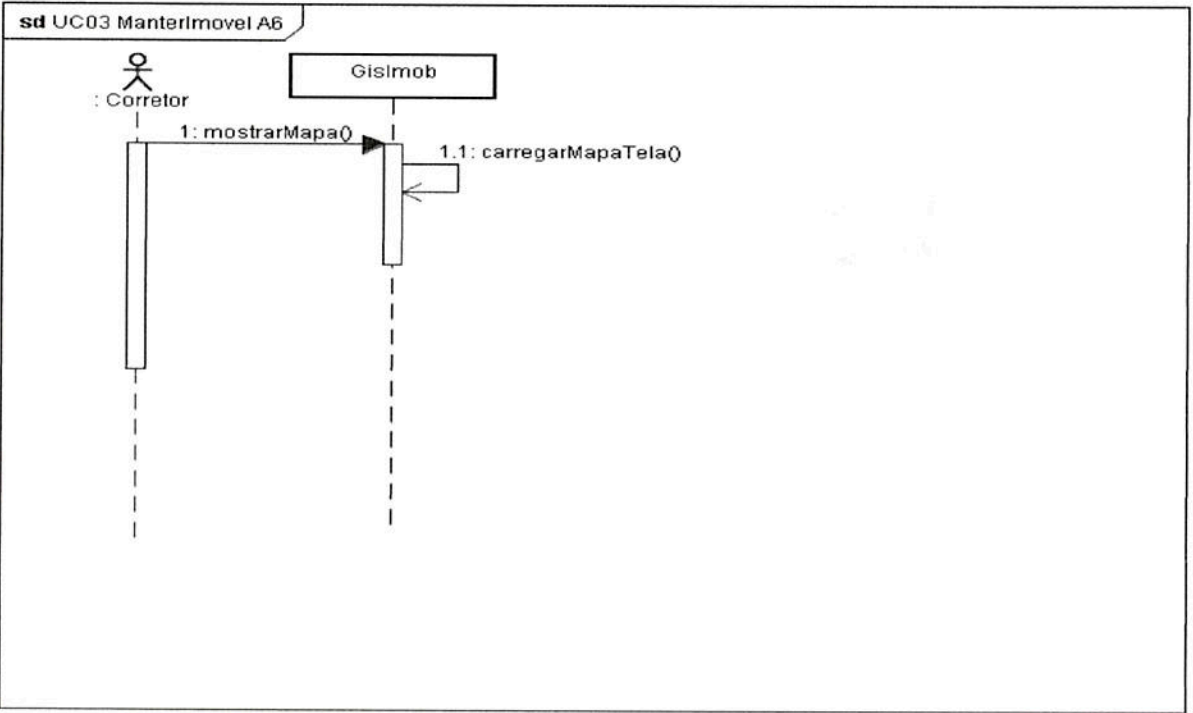 sd UC03 ManterImovel A6
GisImob
: Corretor
1: mostrarMapa()
1.1: carregarMapaTela()